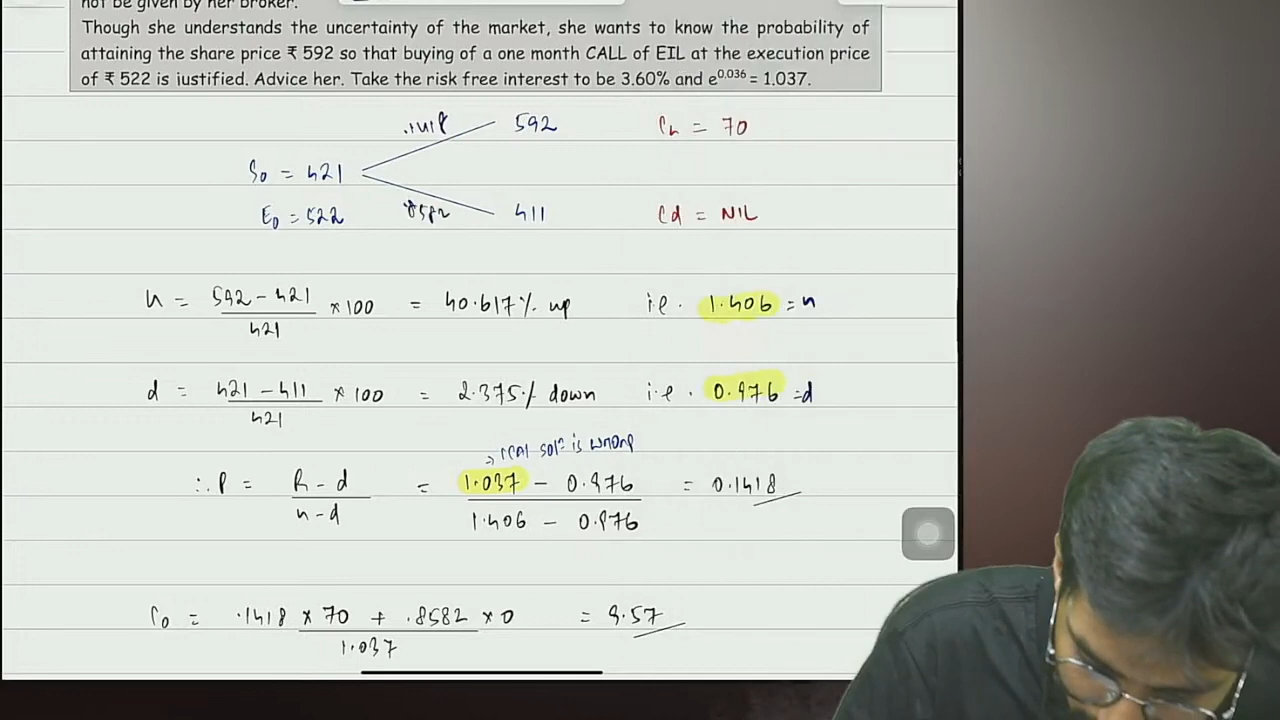 not be given by her broker.
Though she understands the uncertainty of the market, she wants to know the probability of
attaining the share price ₹ 592 so that buying of a one month CALL of EIL at the execution price
of ₹ 522 is justified. Advice her. Take the risk free interest to be 3.60% and e^0.036 = 1.037.
.1418 592 Cu = 70
S0 = 421
E0 = 522 .8582 411 Cd = NIL
u = 592 - 421 / 421 × 100 = 40.617% up i.e. 1.406 = u
d = 421 - 411 / 421 × 100 = 2.375% down i.e. 0.976 = d
→ real sol^n is wrong
∴ P = R - d / u - d = 1.037 - 0.976 / 1.406 - 0.976 = 0.1418
C0 = .1418 × 70 + .8582 × 0 / 1.037 = 9.57